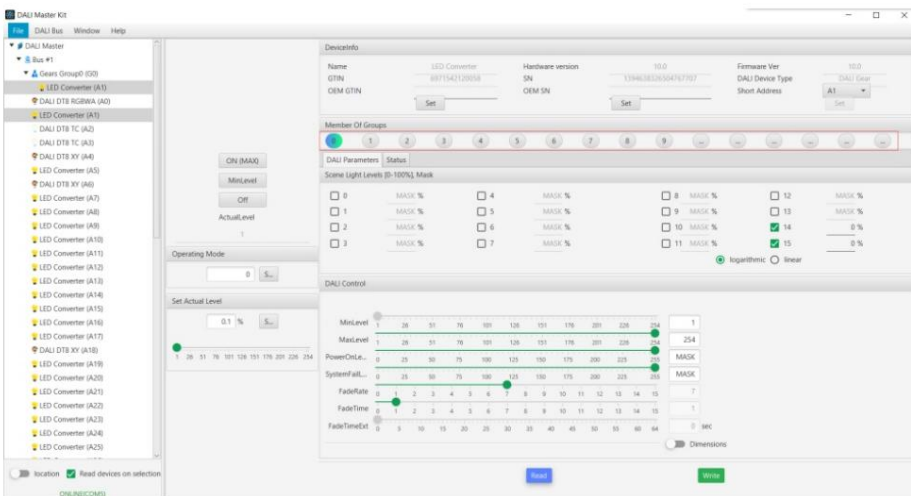 DALI Master Kit
File DALI Bus Window Help
DALI Master
Bus #1
Gears Group0 (G0)
LED Converter (A1)
DALI DT8 RGBWA (A0)
LED Converter (A1)
DALI DT8 TC (A2)
DALI DT8 TC (A3)
DALI DT8 XY (A4)
LED Converter (A5)
DALI DT8 XY (A6)
LED Converter (A7)
LED Converter (A8)
LED Converter (A9)
LED Converter (A10)
LED Converter (A11)
LED Converter (A12)
LED Converter (A13)
LED Converter (A14)
LED Converter (A15)
LED Converter (A16)
LED Converter (A17)
DALI DT8 XY (A18)
LED Converter (A19)
LED Converter (A20)
LED Converter (A21)
LED Converter (A22)
LED Converter (A23)
LED Converter (A24)
LED Converter (A25)
location Read devices on selection
ONLINE(COM5)
ON (MAX)
MinLevel
Off
ActualLevel
1
Operating Mode
0 S...
Set Actual Level
0.1 % S...
1 26 51 76 101 126 151 176 201 226 254
DeviceInfo
Name LED Converter Hardware version 10.0 Firmware Ver 10.0
GTIN 6971542120058 SN DALI Device Type DALI Gear
OEM GTIN OEM SN Short Address A1
Set Set Set
Member Of Groups
0 1 2 3 4 5 6 7 8 9 ... ... ... ... ... ...
DALI Parameters Status
Scene Light Levels [0-100%], Mask
0 MASK % 4 MASK % 8 MASK % 12 MASK %
1 MASK % 5 MASK % 9 MASK % 13 MASK %
2 MASK % 6 MASK % 10 MASK % 14 0 %
3 MASK % 7 MASK % 11 MASK % 15 0 %
logarithmic linear
DALI Control
MinLevel 1 26 51 76 101 126 151 176 201 226 254 1
MaxLevel 1 26 51 76 101 126 151 176 201 226 254 254
PowerOnLe... 0 25 50 75 100 125 150 175 200 225 255 MASK
SystemFailL... 0 25 50 75 100 125 150 175 200 225 255 MASK
FadeRate 0 1 2 3 4 5 6 7 8 9 10 11 12 13 14 15 7
FadeTime 0 1 2 3 4 5 6 7 8 9 10 11 12 13 14 15 1
FadeTimeExt 0 5 10 15 20 25 30 35 40 45 50 55 60 64 0 sec
Dimensions
Read Write